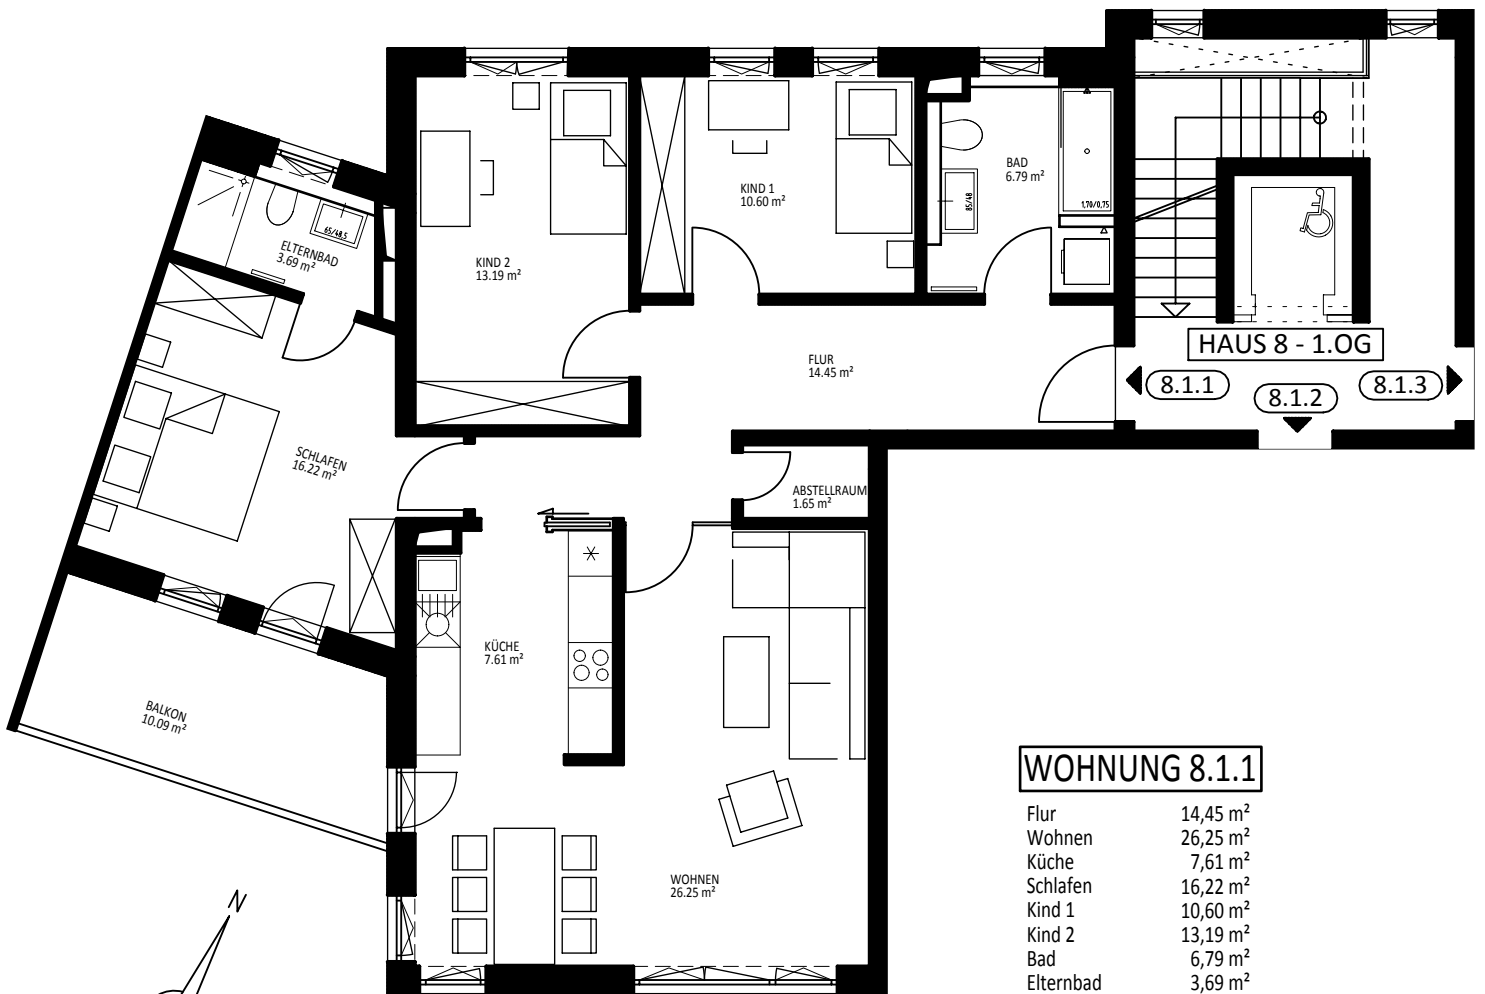 ELTERNBAD
3.69 m²
65/48.5
KIND 2
13.19 m²
KIND 1
10.60 m²
BAD
6.79 m²
85/48
1,70/0,75
HAUS 8 - 1.OG
8.1.1
8.1.2
8.1.3
FLUR
14.45 m²
SCHLAFEN
16.22 m²
ABSTELLRAUM
1.65 m²
KÜCHE
7.61 m²
BALKON
10.09 m²
WOHNEN
26.25 m²
N
WOHNUNG 8.1.1
Flur 14,45 m²
Wohnen 26,25 m²
Küche 7,61 m²
Schlafen 16,22 m²
Kind 1 10,60 m²
Kind 2 13,19 m²
Bad 6,79 m²
Elternbad 3,69 m²